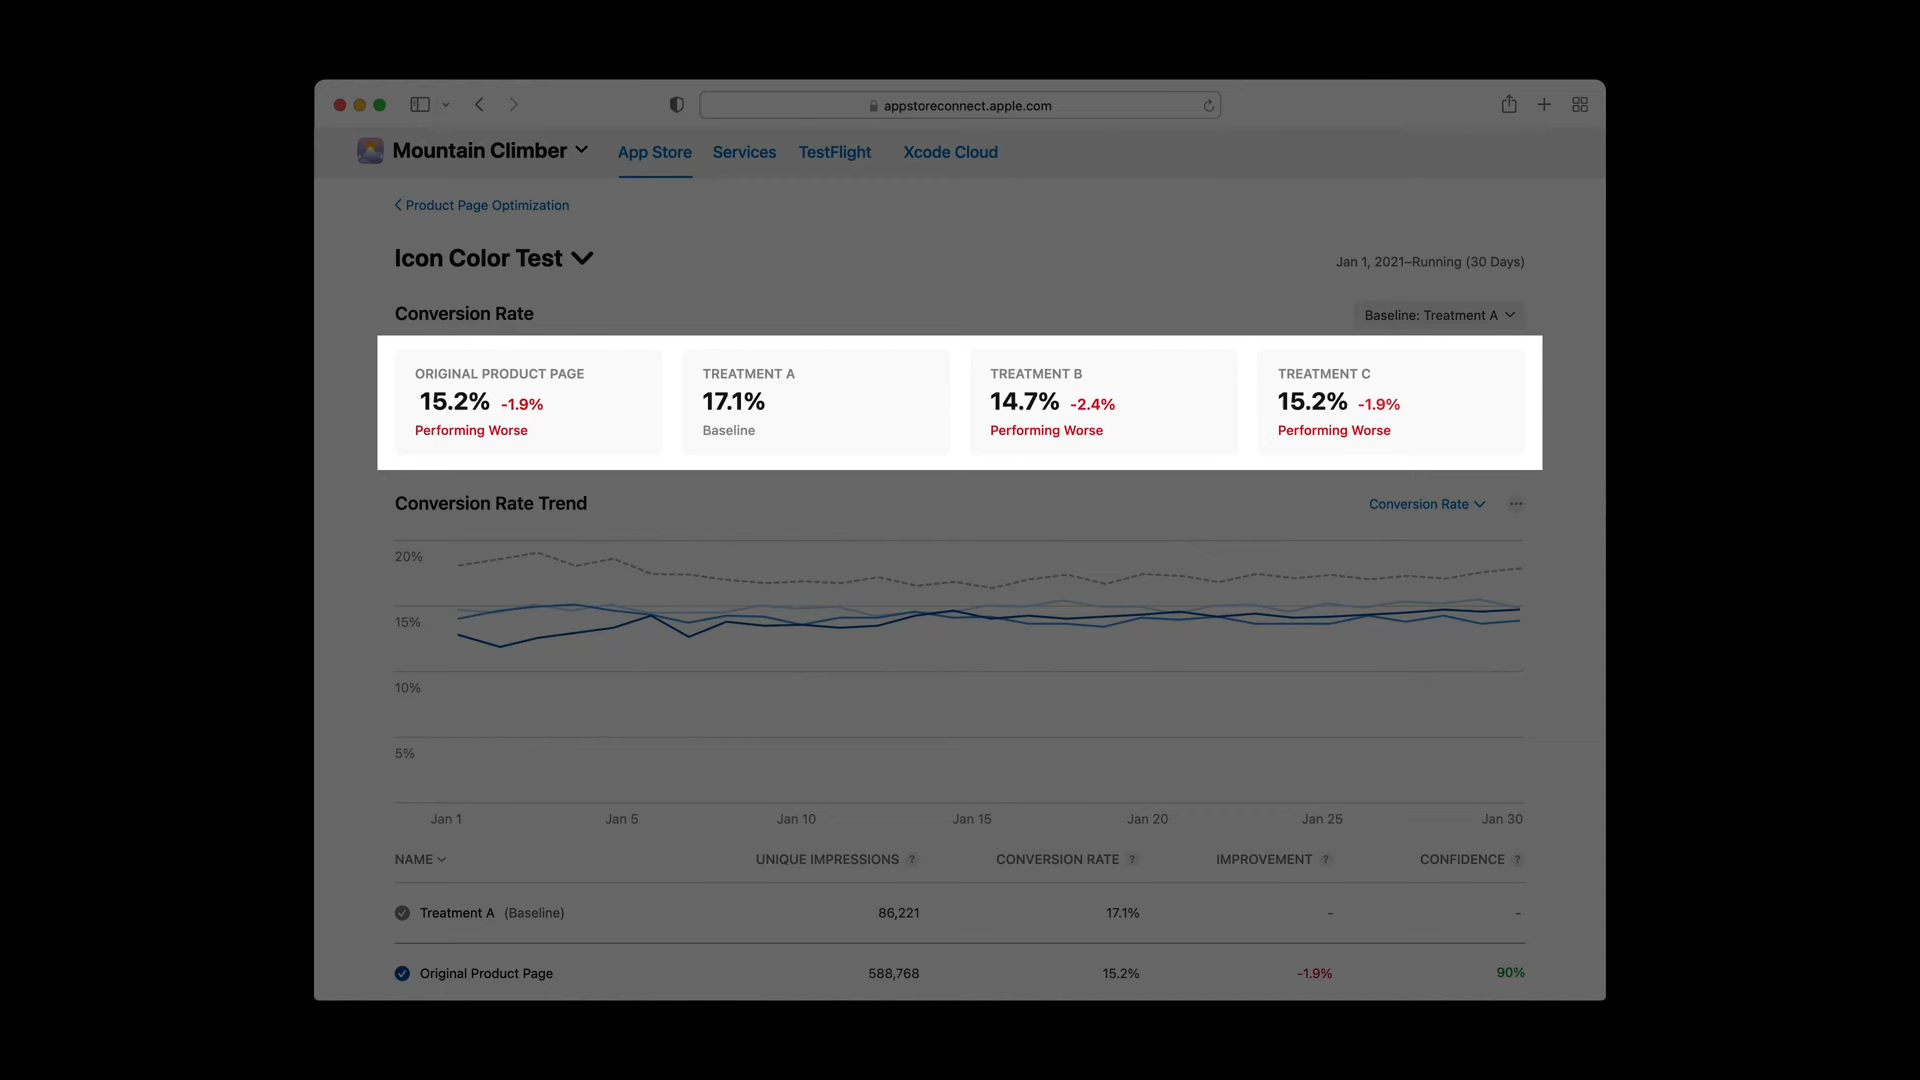 appstoreconnect.apple.com
Mountain Climber App Store Services TestFlight Xcode Cloud
Product Page Optimization
Icon Color Test
Jan 1, 2021–Running (30 Days)
Conversion Rate
Baseline: Treatment A
ORIGINAL PRODUCT PAGE
15.2% -1.9%
Performing Worse
TREATMENT A
17.1%
Baseline
TREATMENT B
14.7% -2.4%
Performing Worse
TREATMENT C
15.2% -1.9%
Performing Worse
Conversion Rate Trend
Conversion Rate
20%
15%
10%
5%
Jan 1 Jan 5 Jan 10 Jan 15 Jan 20 Jan 25 Jan 30
NAME UNIQUE IMPRESSIONS ? CONVERSION RATE ? IMPROVEMENT ? CONFIDENCE ?
Treatment A (Baseline) 86,221 17.1% - -
Original Product Page 588,768 15.2% -1.9% 90%